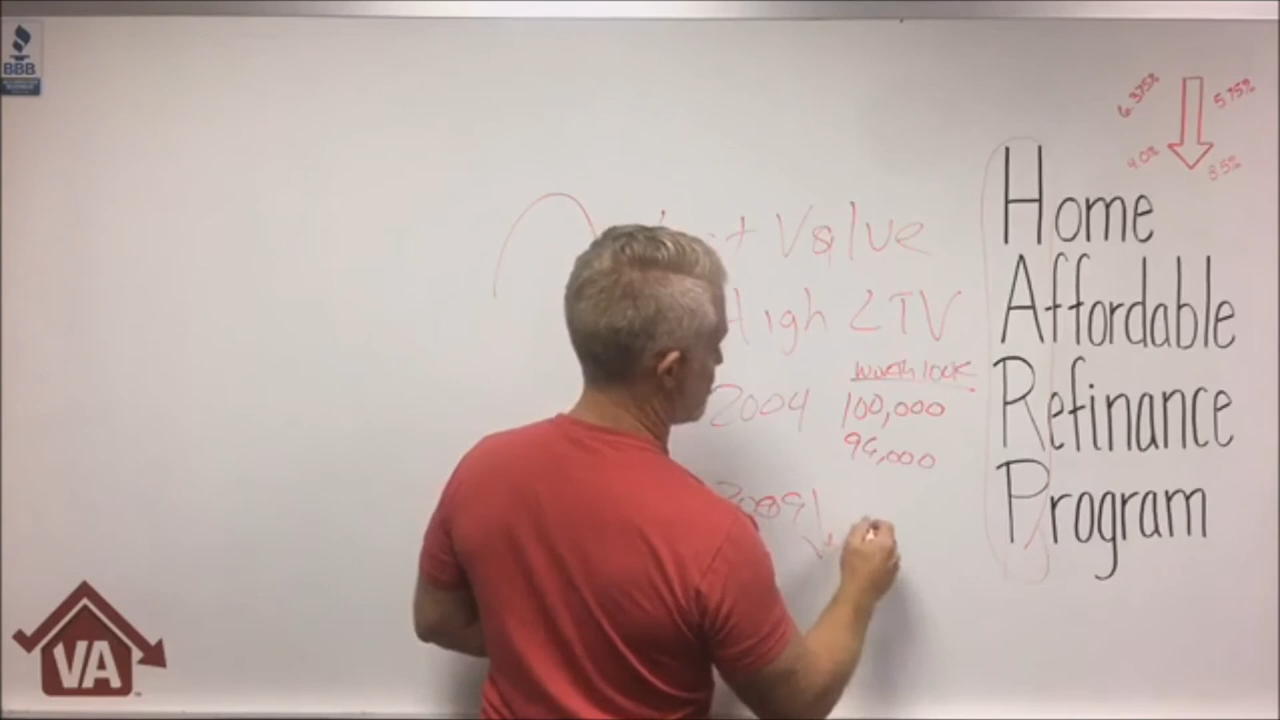 BBB
6.375%
5.75%
4.0%
3.5%
Home
Affordable
Refinance
Program
Value
High LTV
2004
100,000
96,000
2009
VA